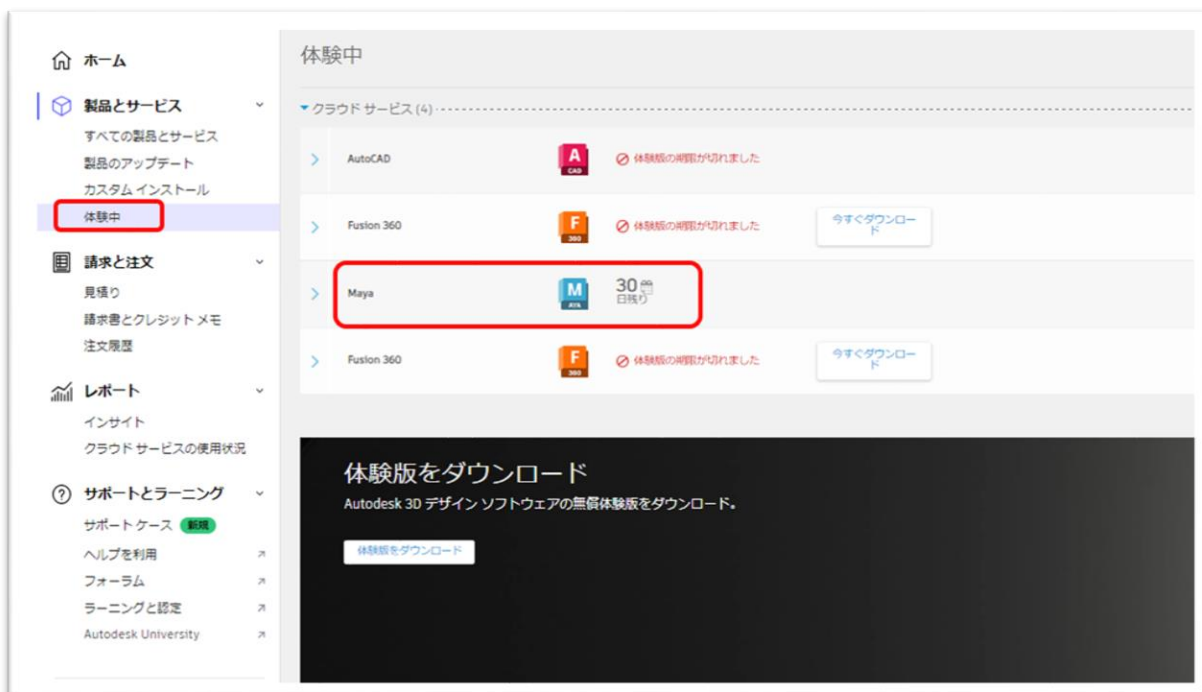 ホーム
製品とサービス
すべての製品とサービス
製品のアップデート
カスタム インストール
体験中
請求と注文
見積り
請求書とクレジット メモ
注文履歴
レポート
インサイト
クラウド サービスの使用状況
サポートとラーニング
サポート ケース 新規
ヘルプを利用
フォーラム
ラーニングと認定
Autodesk University
体験中
クラウド サービス (4)
AutoCAD
A
CAD
体験版の期限が切れました
Fusion 360
F
360
体験版の期限が切れました
今すぐダウンロー
ド
Maya
M
AYA
30
日残り
Fusion 360
F
360
体験版の期限が切れました
今すぐダウンロー
ド
体験版をダウンロード
Autodesk 3D デザイン ソフトウェアの無償体験版をダウンロード。
体験版をダウンロード